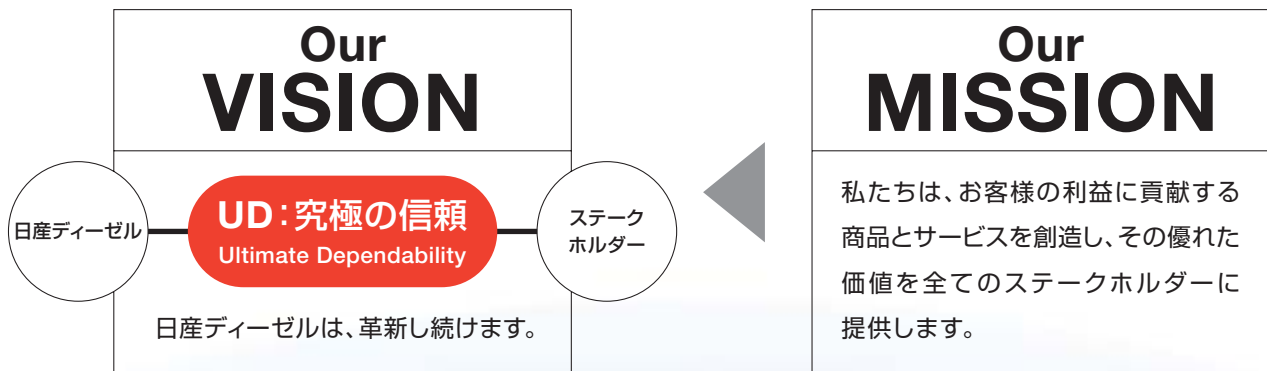 Our
VISION
日産ディーゼル
UD:究極の信頼
Ultimate Dependability
ステーク
ホルダー
日産ディーゼルは、革新し続けます。
Our
MISSION
私たちは、お客様の利益に貢献する
商品とサービスを創造し、その優れた
価値を全てのステークホルダーに
提供します。